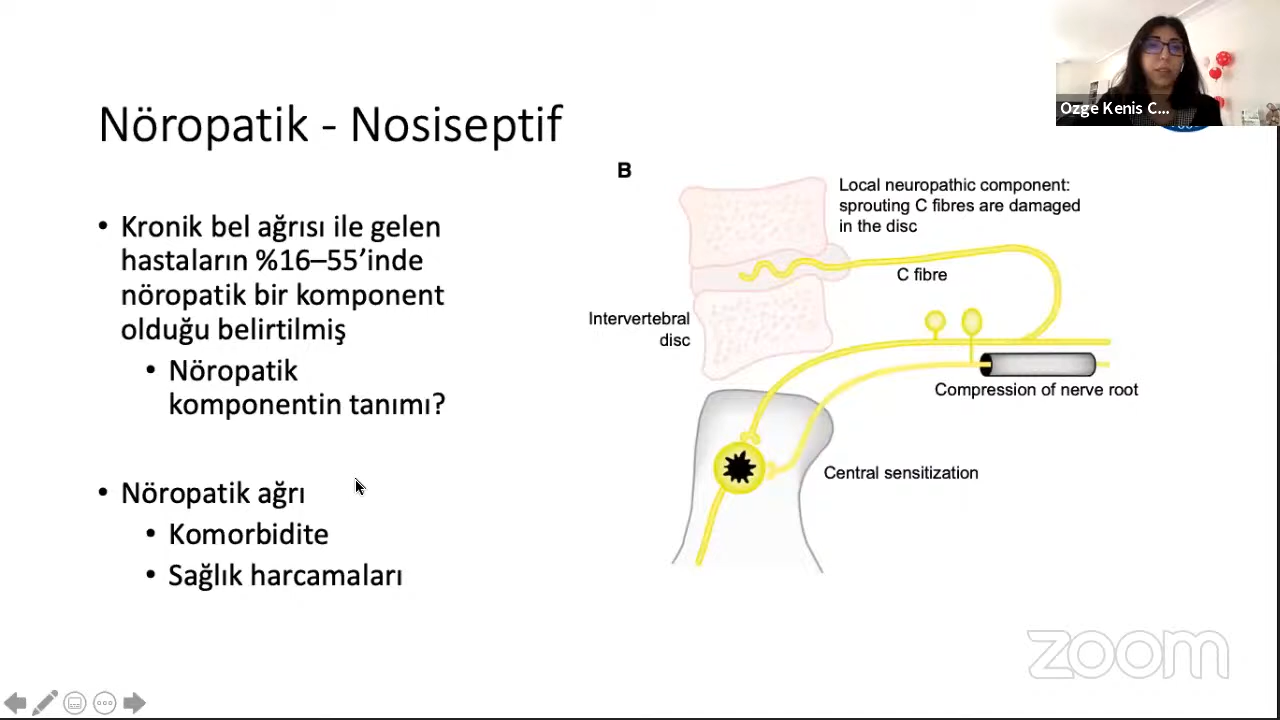 Ozge Kenis C...
Nöropatik - Nosiseptif
• Kronik bel ağrısı ile gelen
hastaların %16–55’inde
nöropatik bir komponent
olduğu belirtilmiş
• Nöropatik
komponentin tanımı?
• Nöropatik ağrı
• Komorbidite
• Sağlık harcamaları
B
Local neuropathic component:
sprouting C fibres are damaged
in the disc
C fibre
Intervertebral
disc
Compression of nerve root
Central sensitization
zoom